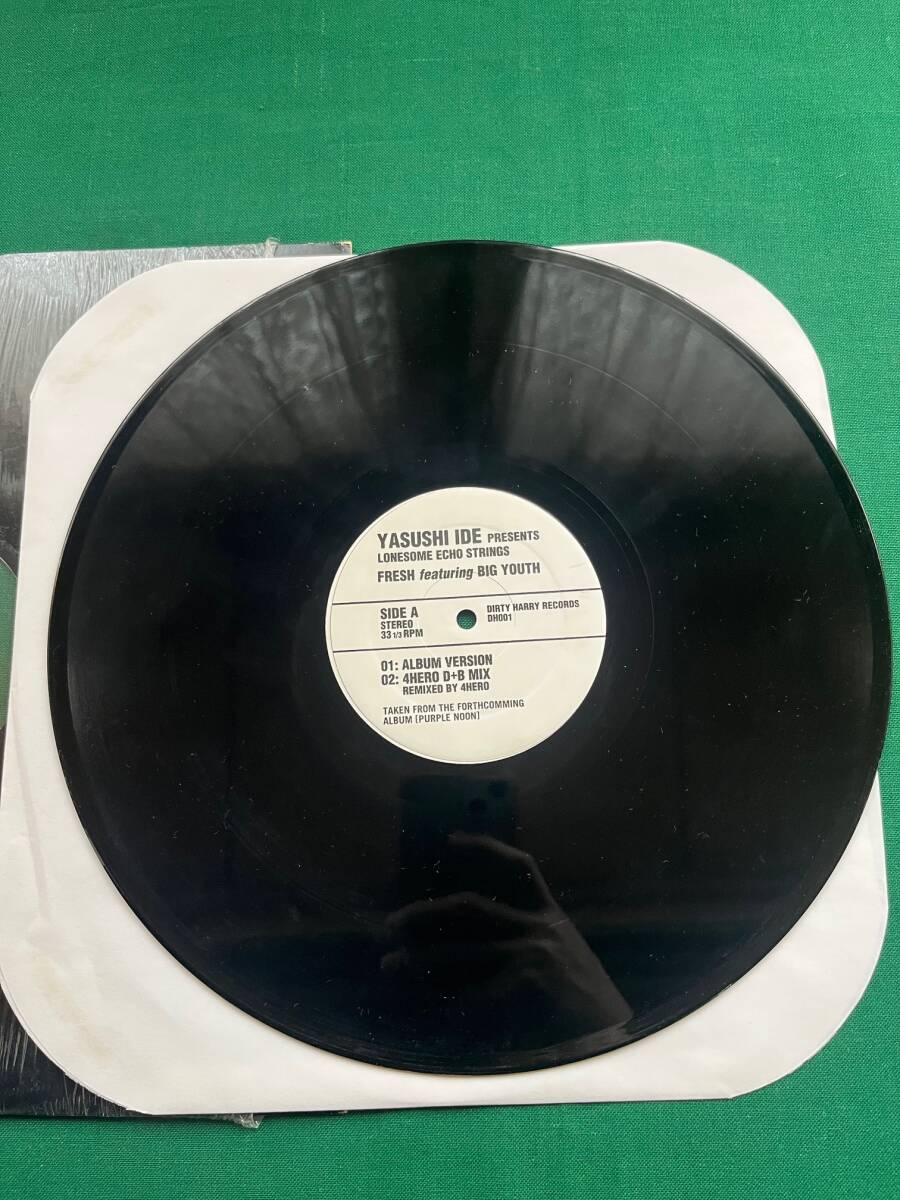 YASUSHI IDE PRESENTS
LONESOME ECHO STRINGS
FRESH featuring BIG YOUTH
SIDE A
STEREO
33 1/3 RPM
DIRTY HARRY RECORDS
DH001
01: ALBUM VERSION
02: 4HERO D+B MIX
REMIXED BY 4HERO
TAKEN FROM THE FORTHCOMMING
ALBUM [PURPLE NOON]